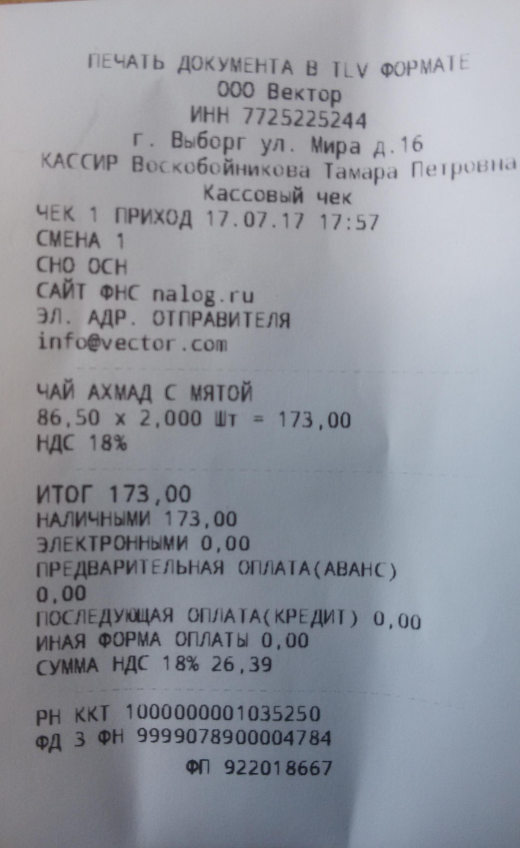 ПЕЧАТЬ ДОКУМЕНТА В TLV ФОРМАТЕ
ООО Вектор
ИНН 7725225244
г. Выборг ул. Мира д.16
КАССИР Воскобойникова Тамара Петровна
Кассовый чек
ЧЕК 1 ПРИХОД 17.07.17 17:57
СМЕНА 1
СНО ОСН
САЙТ ФНС nalog.ru
ЭЛ. АДР. ОТПРАВИТЕЛЯ
info@vector.com
ЧАЙ АХМАД С МЯТОЙ
86,50 x 2,000 Шт = 173,00
НДС 18%
ИТОГ 173,00
НАЛИЧНЫМИ 173,00
ЭЛЕКТРОННЫМИ 0,00
ПРЕДВАРИТЕЛЬНАЯ ОПЛАТА(АВАНС)
0,00
ПОСЛЕДУЮЩАЯ ОПЛАТА(КРЕДИТ) 0,00
ИНАЯ ФОРМА ОПЛАТЫ 0,00
СУММА НДС 18% 26,39
РН ККТ 1000000001035250
ФД 3 ФН 9999078900004784
ФП 922018667